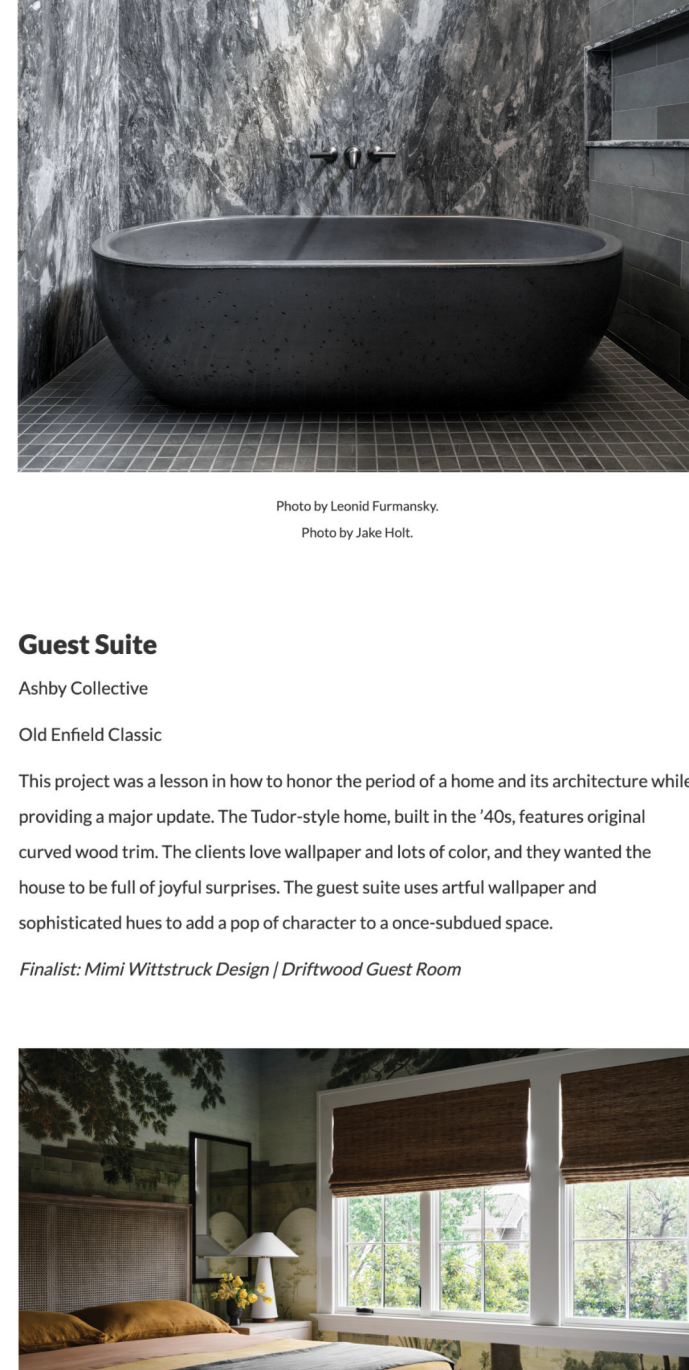 Photo by Leonid Furmansky.
Photo by Jake Holt.
Guest Suite
Ashby Collective
Old Enfield Classic
This project was a lesson in how to honor the period of a home and its architecture while
providing a major update. The Tudor-style home, built in the ’40s, features original
curved wood trim. The clients love wallpaper and lots of color, and they wanted the
house to be full of joyful surprises. The guest suite uses artful wallpaper and
sophisticated hues to add a pop of character to a once-subdued space.
Finalist: Mimi Wittstruck Design | Driftwood Guest Room